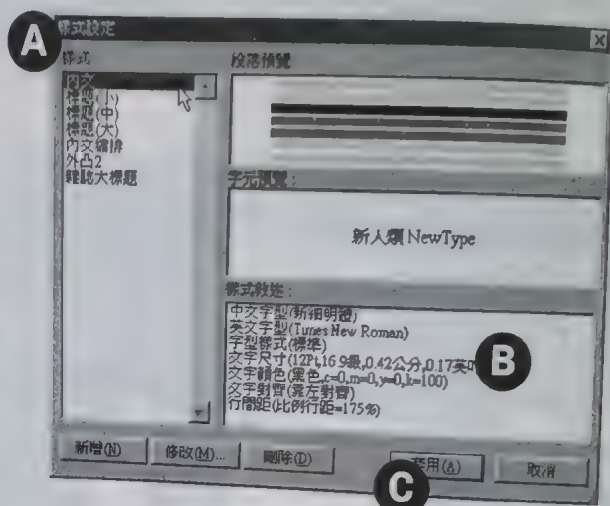 A
樣式設定
樣式
段落預覽
內文
標題(小)
標題(中)
標題(大)
內文縮排
外凸2
雜誌大標題
字元預覽:
新人類 NewType
樣式敘述:
中文字型(新細明體)
英文字型(Times New Roman)
字型樣式(標準)
文字尺寸(12Pt,16.9級,0.42公分,0.17英吋
文字顏色(黑色,c=0,m=0,y=0,k=100)
文字對齊(靠左對齊)
行間距(比例行距=175%)
B
新增(N)
修改(M)...
刪除(D)
套用(A)
取消
C